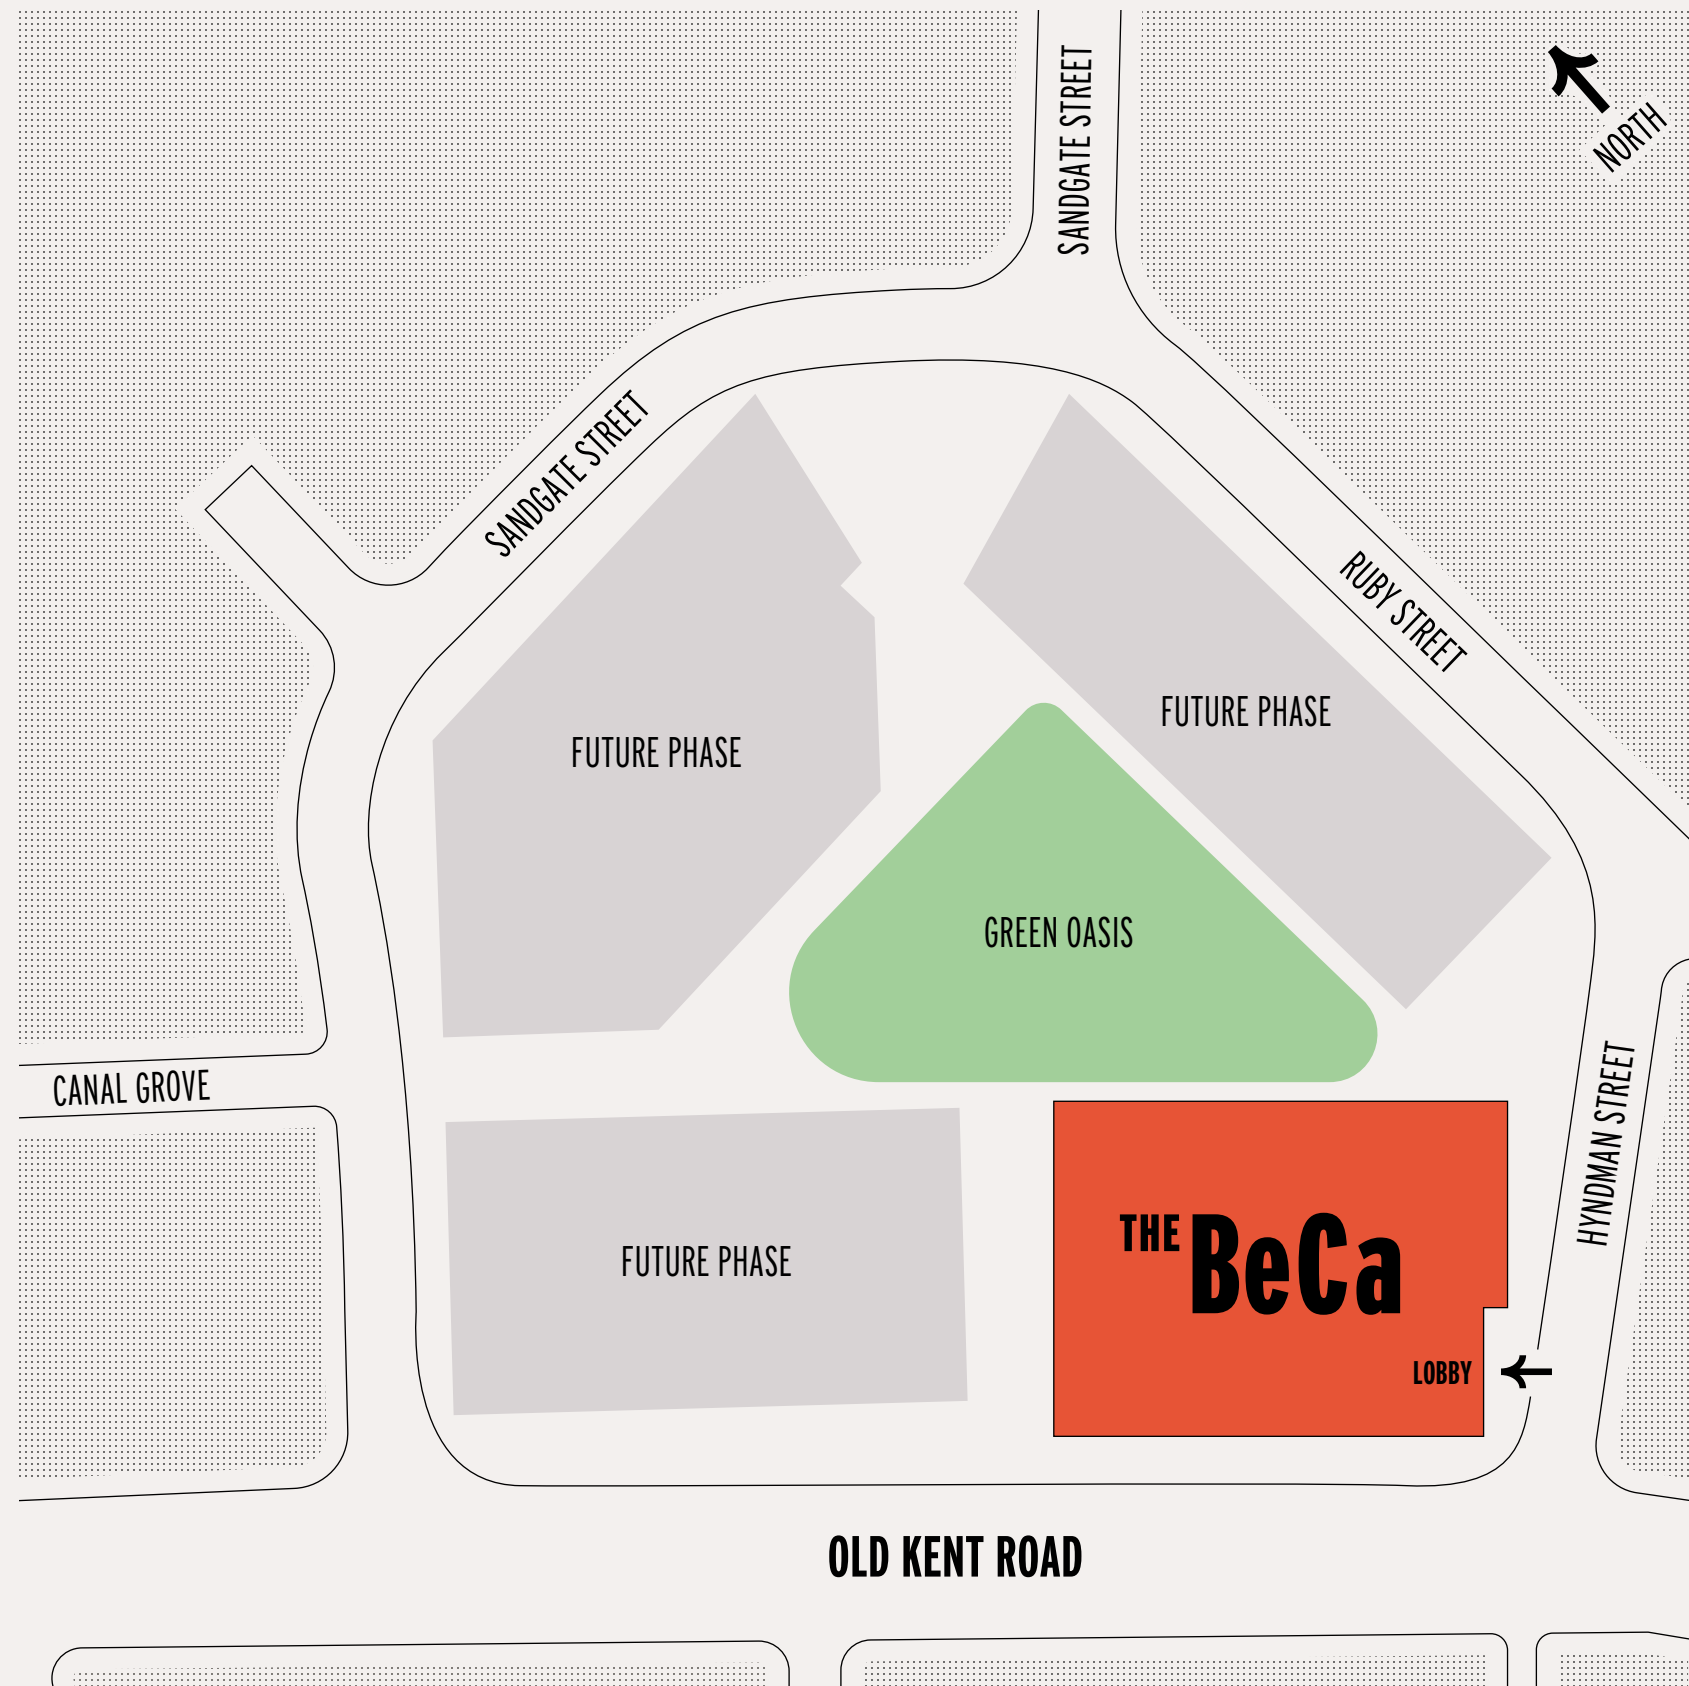 SANDGATE STREET
NORTH
SANDGATE STREET
RUBY STREET
FUTURE PHASE
FUTURE PHASE
GREEN OASIS
CANAL GROVE
HYNDMAN STREET
FUTURE PHASE
THE BeCa
LOBBY
OLD KENT ROAD